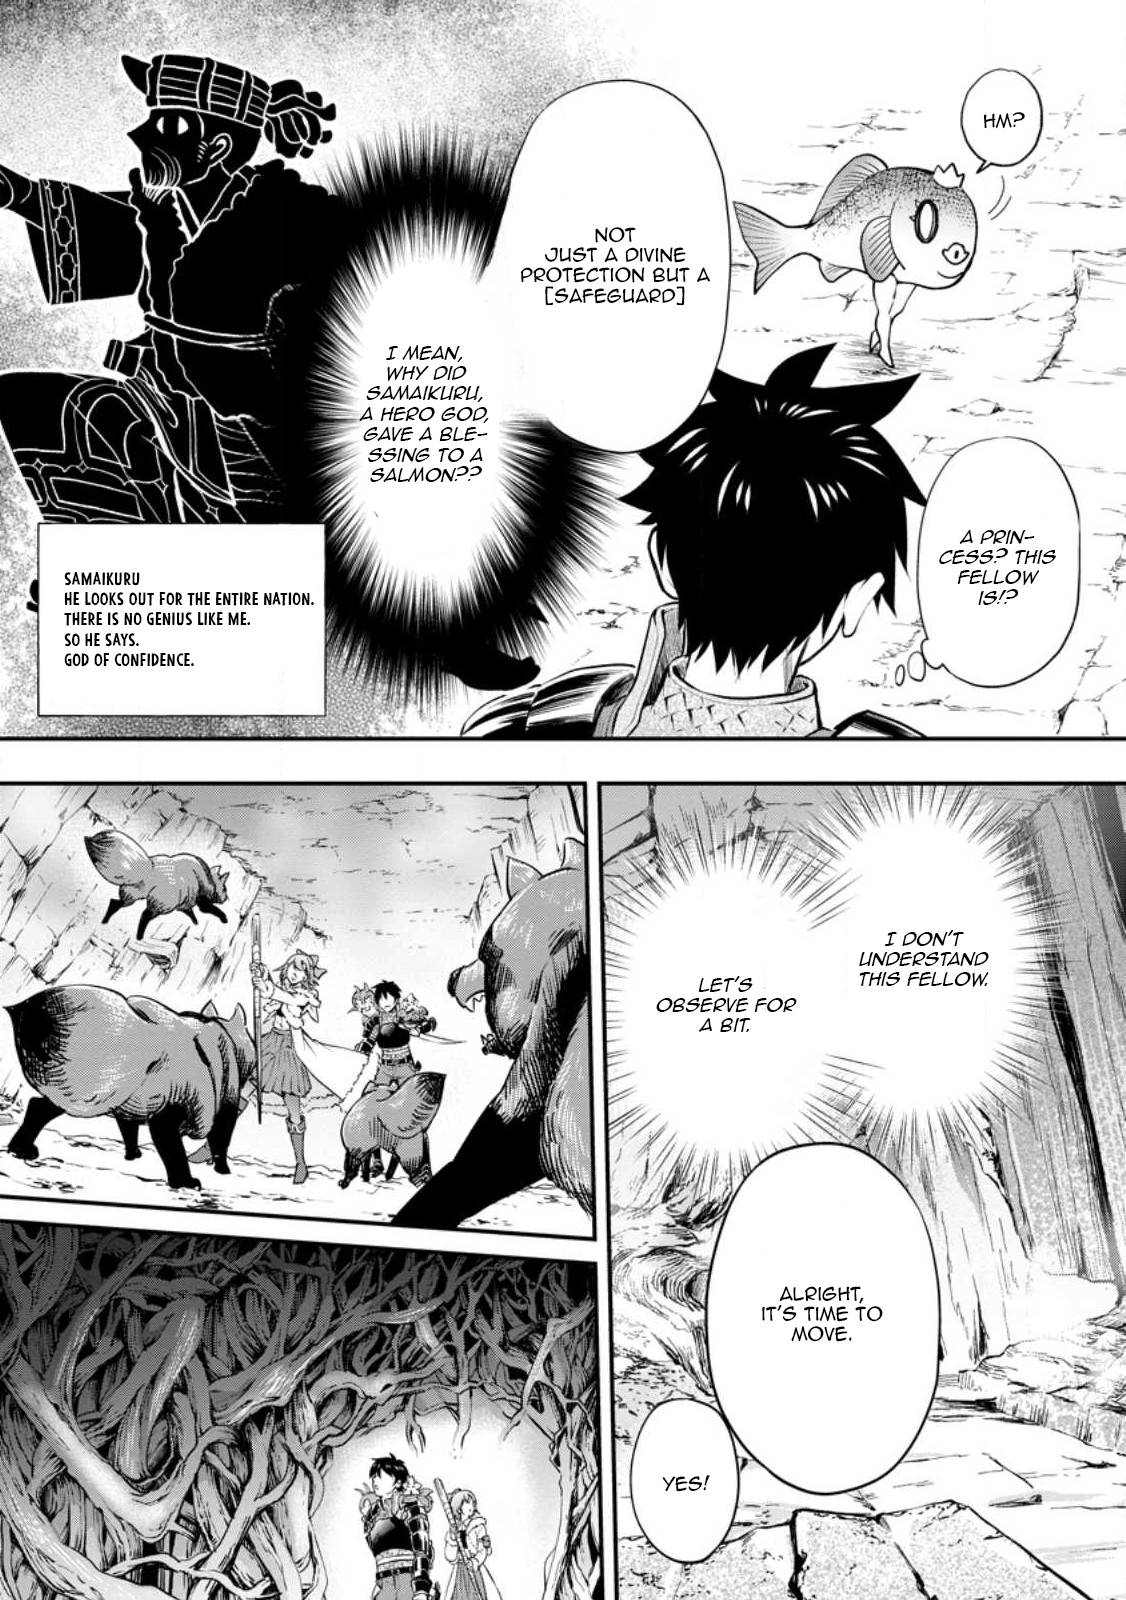 HM?
A PRIN-
CESS? THIS
FELLOW
IS!?
NOT
JUST A DIVINE
PROTECTION BUT A
[SAFEGUARD]
I MEAN,
WHY DID
SAMAIKURU,
A HERO GOD,
GAVE A BLE-
SSING TO A
SALMON??
SAMAIKURU
HE LOOKS OUT FOR THE ENTIRE NATION.
THERE IS NO GENIUS LIKE ME.
SO HE SAYS.
GOD OF CONFIDENCE.
I DON'T
UNDERSTAND
THIS FELLOW.
LET'S
OBSERVE FOR
A BIT.
ALRIGHT,
IT'S TIME TO
MOVE.
YES!